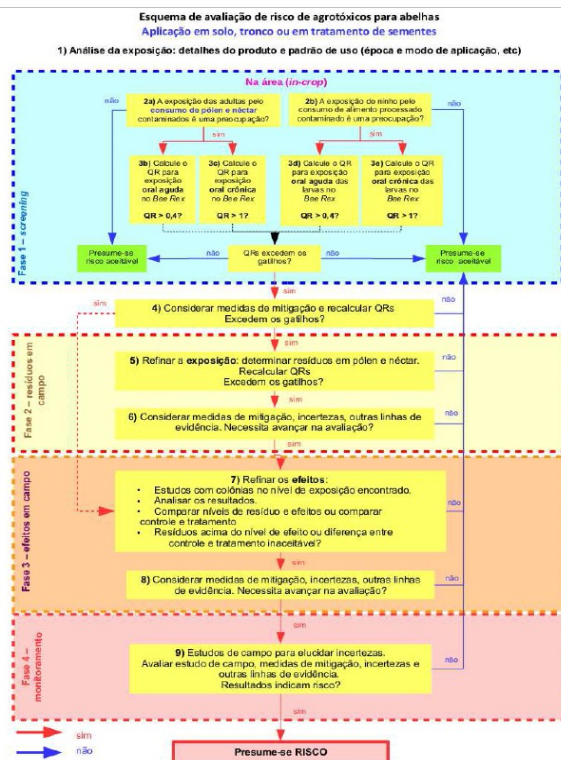 Esquema de avaliação de risco de agrotóxicos para abelhas
Aplicação em solo, tronco ou em tratamento de sementes
1) Análise da exposição: detalhes do produto e padrão de uso (época e modo de aplicação, etc)
Fase 1 – screening
Na área (in-crop)
não
2a) A exposição das adultas pelo
consumo de pólen e néctar
contaminados é uma preocupação?
2b) A exposição do ninho pelo
consumo de alimento processado
contaminado é uma preocupação?
não
sim
sim
3b) Calcule o
QR para
exposição
oral aguda
no Bee Rex
QR > 0,4?
3c) Calcule o
QR para
exposição
oral crônica
no Bee Rex
QR > 1?
3d) Calcule o QR
para exposição
oral aguda das
larvas no Bee
Rex
QR > 0,4?
3e) Calcule o QR
para exposição
oral crônica das
larvas no Bee
Rex
QR > 1?
Presume-se
risco aceitável
não
QRs excedem os
gatilhos?
não
Presume-se
risco aceitável
sim
sim
4) Considerar medidas de mitigação e recalcular QRs
Excedem os gatilhos?
não
sim
Fase 2 – resíduos em
campo
5) Refinar a exposição: determinar resíduos em pólen e néctar.
Recalcular QRs
Excedem os gatilhos?
não
sim
6) Considerar medidas de mitigação, incertezas, outras linhas de
evidência. Necessita avançar na avaliação?
não
sim
Fase 3 – efeitos em campo
7) Refinar os efeitos:
• Estudos com colônias no nível de exposição encontrado.
• Analisar os resultados.
• Comparar níveis de resíduo e efeitos ou comparar
controle e tratamento
• Resíduos acima do nível de efeito ou diferença entre
controle e tratamento inaceitável?
não
sim
8) Considerar medidas de mitigação, incertezas, outras linhas
de evidência. Necessita avançar na avaliação?
não
sim
Fase 4 –
monitoramento
9) Estudos de campo para elucidar incertezas.
Avaliar estudo de campo, medidas de mitigação, incertezas e
outras linhas de evidência.
Resultados indicam risco?
não
sim
sim
não
Presume-se RISCO